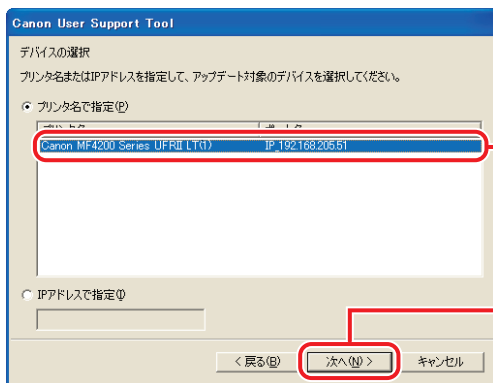 Canon User Support Tool
デバイスの選択
プリンタ名またはIPアドレスを指定して、アップデート対象のデバイスを選択してください。
プリンタ名で指定(P)
Canon MF4200 Series UFRII LT(1) IP_192.168.205.51
IPアドレスで指定(I)
< 戻る(B) 次へ(N) > キャンセル